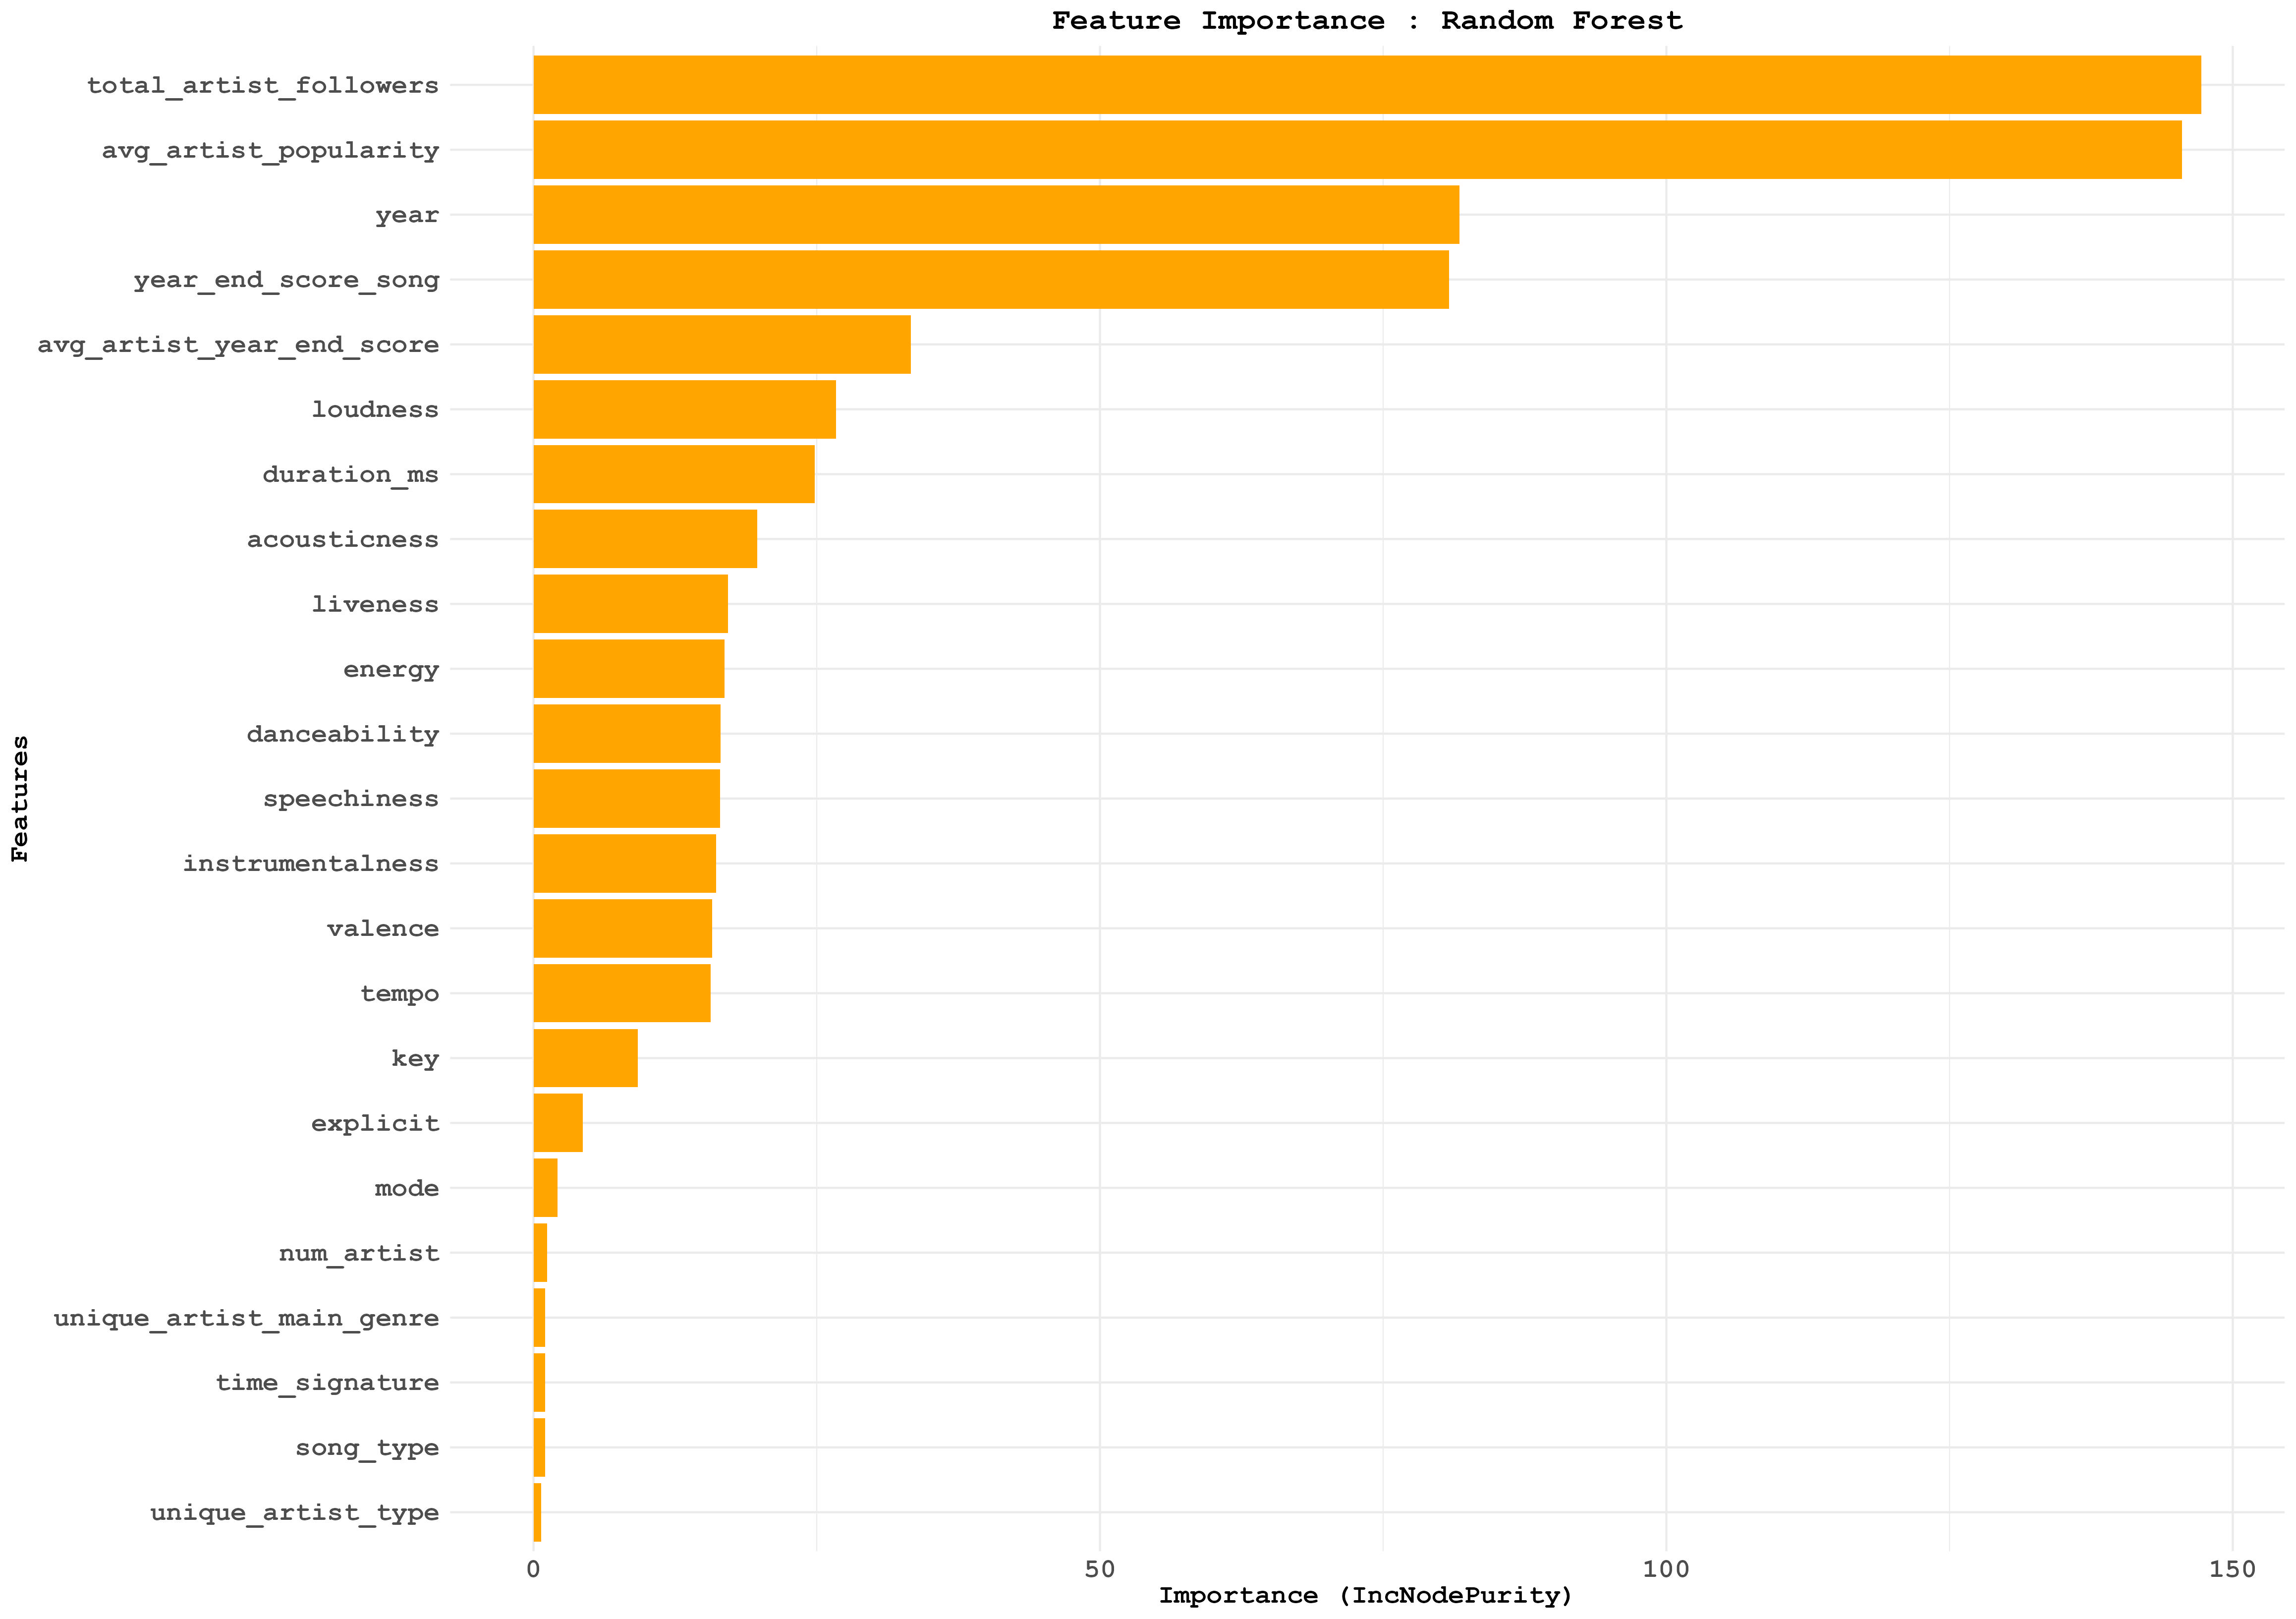 Feature Importance : Random Forest
total_artist_followers
avg_artist_popularity
year
year_end_score_song
avg_artist_year_end_score
loudness
duration_ms
acousticness
liveness
energy
danceability
speechiness
instrumentalness
valence
tempo
key
explicit
mode
num_artist
unique_artist_main_genre
time_signature
song_type
unique_artist_type
Features
0 50 100 150
Importance (IncNodePurity)